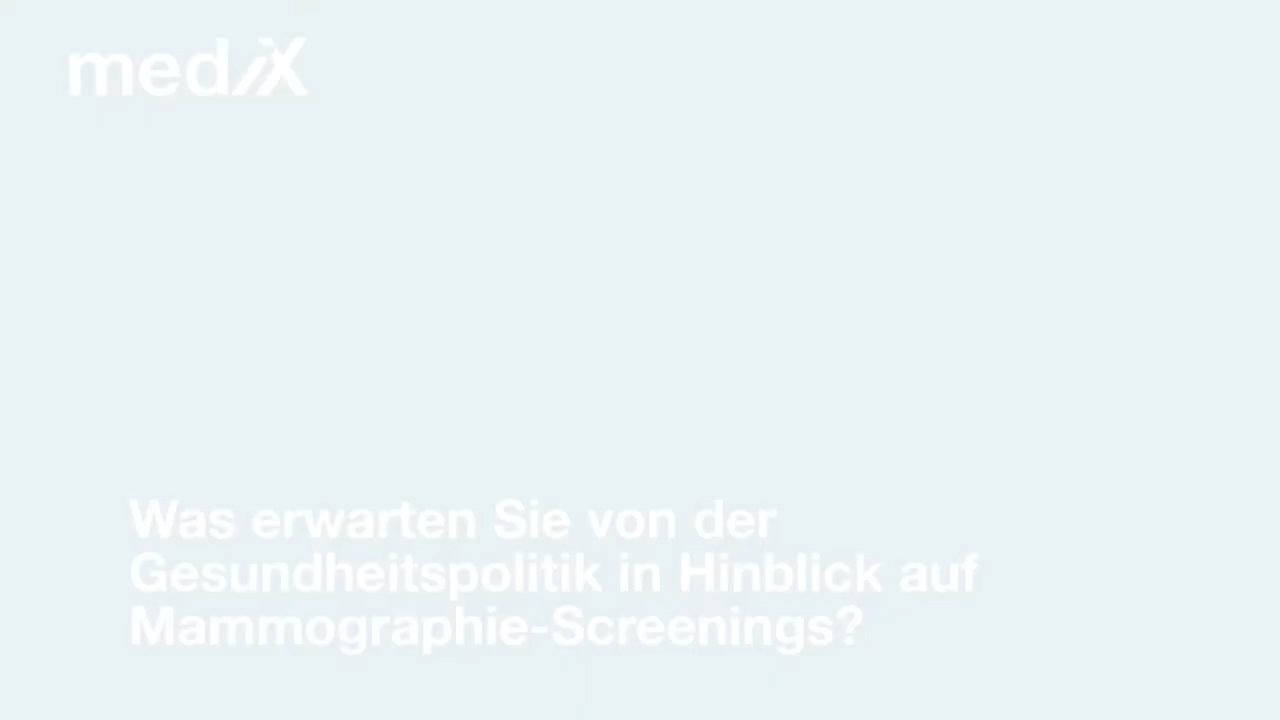 mediX
Was erwarten Sie von der
Gesundheitspolitik in Hinblick auf
Mammographie-Screenings?